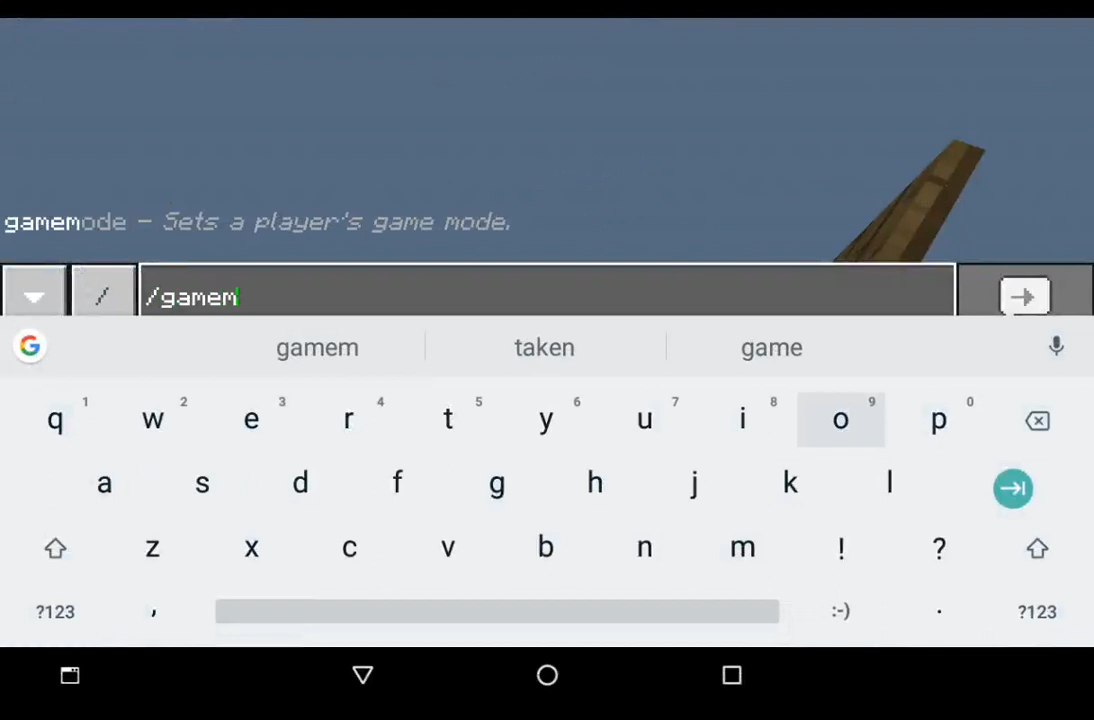 gamemode – Sets a player's game mode.
/ /gamem
G gamem taken game
1 2 3 4 5 6 7 8 9 0
q w e r t y u i o p
a s d f g h j k l
z x c v b n m ! ?
?123 , :-) . ?123